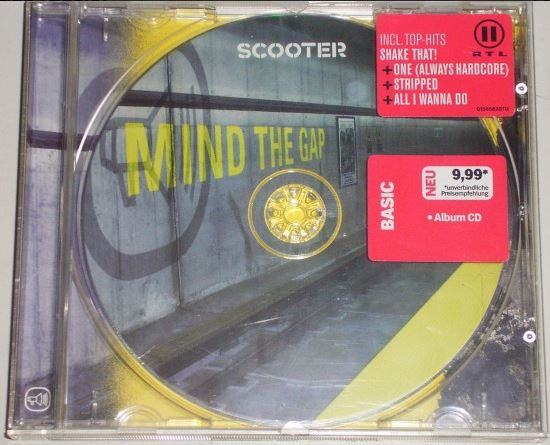 SCOOTER
MIND THE GAP
INCL. TOP-HITS
SHAKE THAT!
+ONE (ALWAYS HARDCORE)
+STRIPPED
+ALL I WANNA DO
II
RTL
BASIC
NEU
9,99*
*unverbindliche
Preisempfehlung
• Album CD